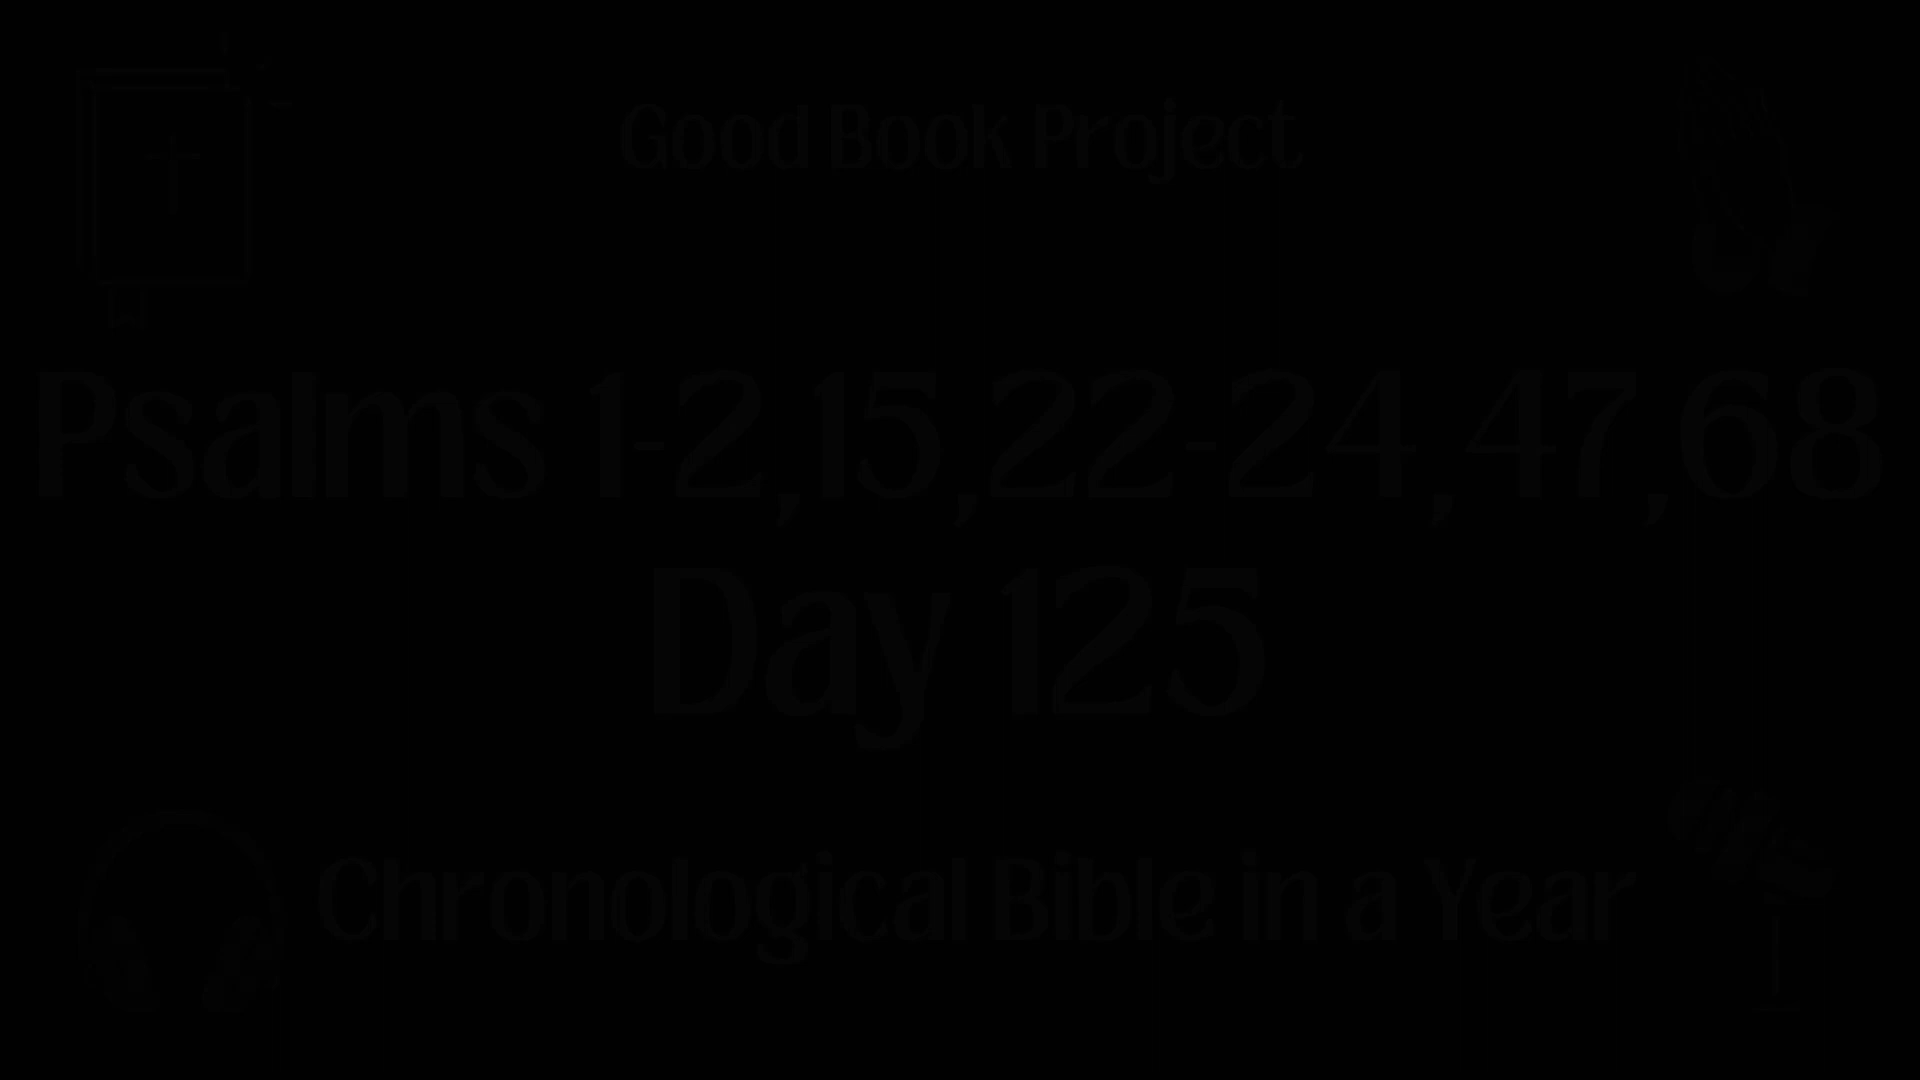 Good Book Project
Psalms 1-2,15,22-24,47,68
Day 125
Chronological Bible in a Year